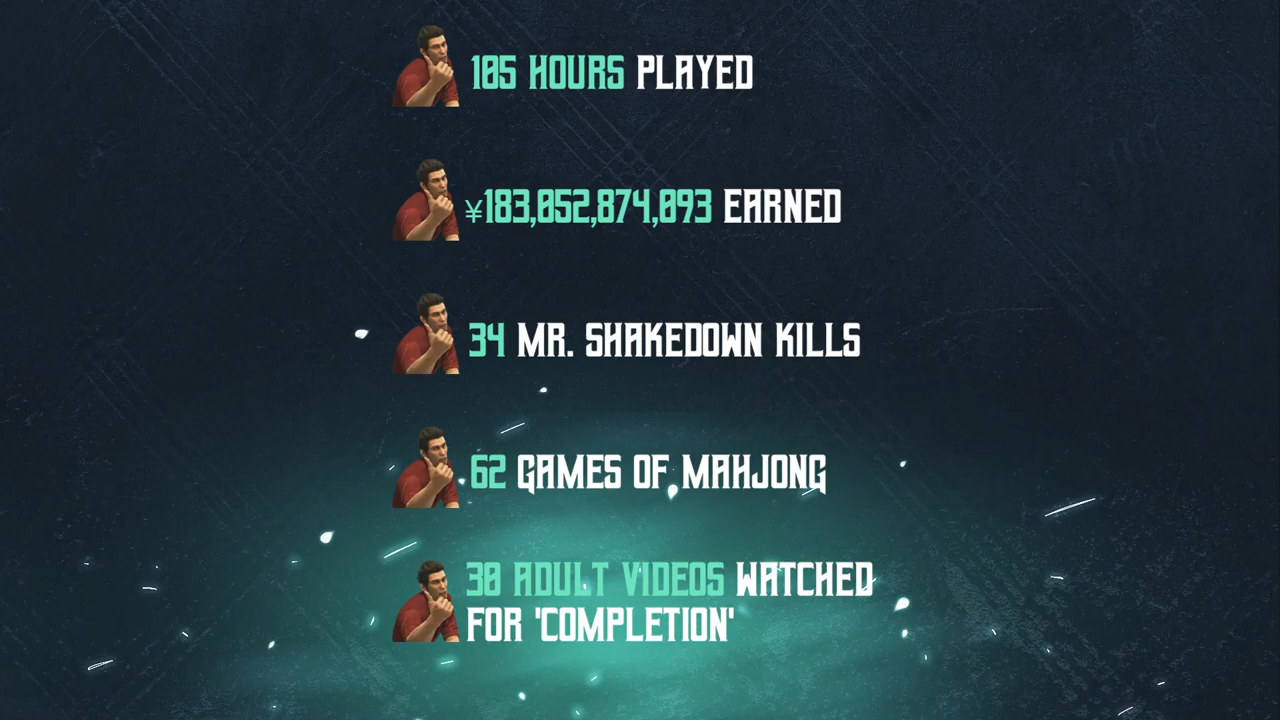 105 HOURS PLAYED
¥183,052,874,093 EARNED
34 MR. SHAKEDOWN KILLS
62 GAMES OF MAHJONG
30 ADULT VIDEOS WATCHED
FOR 'COMPLETION'